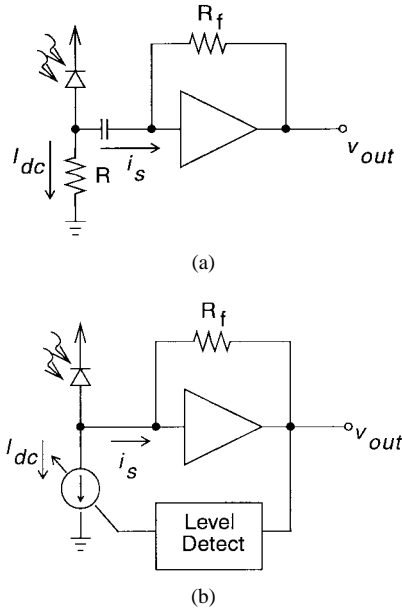 R_f
I_dc
R
i_s
v_out
(a)
R_f
I_dc
i_s
v_out
Level
Detect
(b)